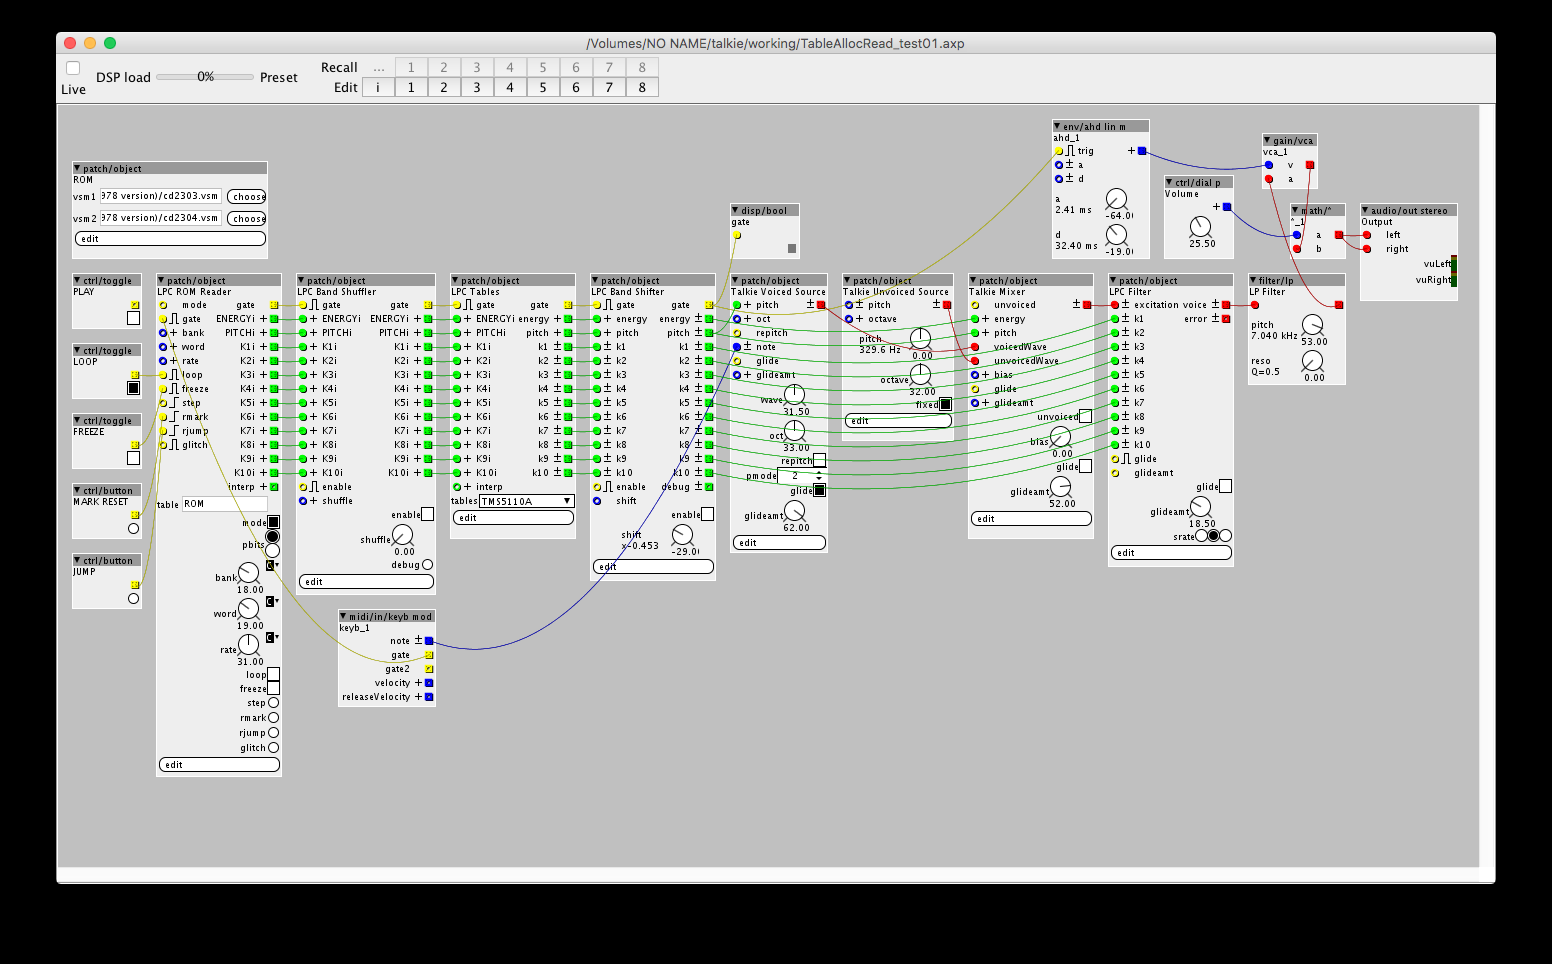 /Volumes/NO NAME/talkie/working/TableAllocRead_test01.axp
Live
DSP load 0% Preset
Recall ... 1 2 3 4 5 6 7 8
Edit i 1 2 3 4 5 6 7 8
patch/object
ROM
vsm1 978 version)/cd2303.vsm choose
vsm2 978 version)/cd2304.vsm choose
edit
ctrl/toggle
PLAY
ctrl/toggle
LOOP
ctrl/toggle
FREEZE
ctrl/button
MARK RESET
ctrl/button
JUMP
patch/object
LPC ROM Reader
mode gate
gate ENERGYi +
+ bank PITCHi +
+ word K1i +
+ rate K2i +
loop K3i +
freeze K4i +
step K5i +
rmark K6i +
rjump K7i +
glitch K8i +
K9i +
K10i +
interp +
table ROM
mode
pbits
bank
18.00
word
19.00
rate
31.00
loop
freeze
step
rmark
rjump
glitch
edit
patch/object
LPC Band Shuffler
gate gate
+ ENERGYi ENERGYi +
+ PITCHi PITCHi +
+ K1i K1i +
+ K2i K2i +
+ K3i K3i +
+ K4i K4i +
+ K5i K5i +
+ K6i K6i +
+ K7i K7i +
+ K8i K8i +
+ K9i K9i +
+ K10i K10i +
enable
+ shuffle
enable
shuffle
0.00
debug
edit
patch/object
LPC Tables
gate gate
+ ENERGYi energy +
+ PITCHi pitch +
+ K1i k1 ±
+ K2i k2 ±
+ K3i k3 ±
+ K4i k4 ±
+ K5i k5 ±
+ K6i k6 ±
+ K7i k7 ±
+ K8i k8 ±
+ K9i k9 ±
+ K10i k10 ±
+ interp
tables TMS5110A
edit
patch/object
LPC Band Shifter
gate gate
+ energy energy ±
+ pitch pitch ±
± k1 k1 ±
± k2 k2 ±
± k3 k3 ±
± k4 k4 ±
± k5 k5 ±
± k6 k6 ±
± k7 k7 ±
± k8 k8 ±
± k9 k9 ±
± k10 k10 ±
enable debug ±
shift
enable
shift
x-0.453
-29.0
edit
midi/in/keyb mod
keyb_1
note ±
gate
gate2
velocity +
releaseVelocity +
disp/bool
gate
patch/object
Talkie Voiced Source
+ pitch ±
+ oct
repitch
+ note
glide
+ glideamt
wave
31.50
oct
33.00
repitch
pmode 2
glide
glideamt
62.00
edit
patch/object
Talkie Unvoiced Source
± pitch ±
+ octave
pitch
329.6 Hz
0.00
octave
32.00
fixed
edit
patch/object
Talkie Mixer
unvoiced ±
+ energy
+ pitch
voicedWave
unvoicedWave
+ bias
glide
+ glideamt
unvoiced
bias
0.00
glide
glideamt
52.00
edit
patch/object
LPC Filter
± excitation voice ±
± k1 error ±
± k2
± k3
± k4
± k5
± k6
± k7
± k8
± k9
± k10
glide
glideamt
glide
glideamt
18.50
srate
edit
env/ahd lin m
ahd_1
trig +
± a
± d
a
2.41 ms
-64.0
d
32.40 ms
-19.0
ctrl/dial p
Volume
+
25.50
gain/vca
vca_1
v
a
math/*
*_1
a
b
audio/out stereo
Output
left
right
vuLeft
vuRight
filter/lp
LP Filter
pitch
7.040 kHz
53.00
reso
Q=0.5
0.00